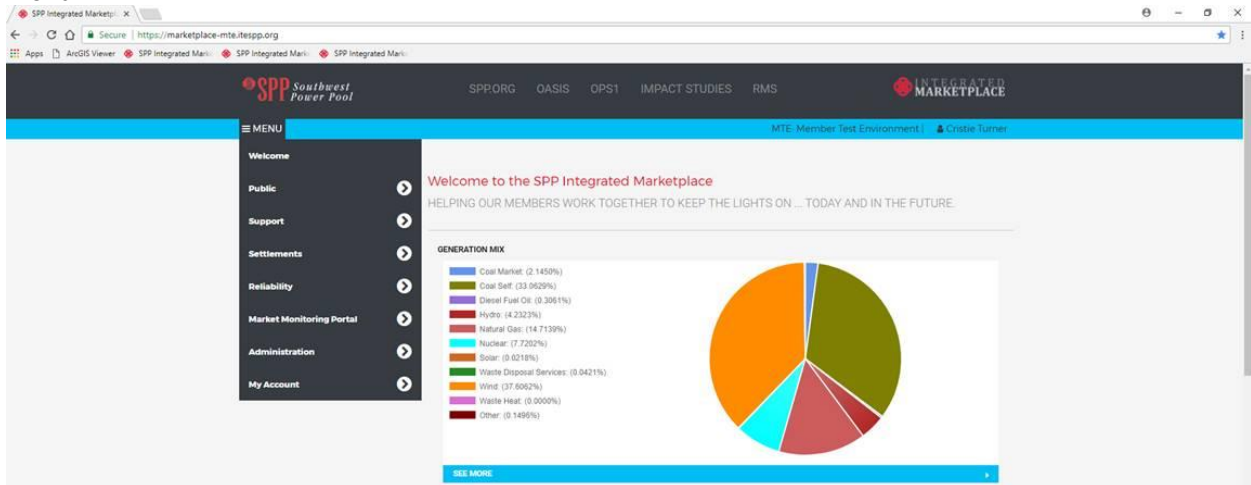 SPP Integrated Marketpl
Secure | https://marketplace-mte.itespp.org
Apps ArcGIS Viewer SPP Integrated Mark SPP Integrated Mark SPP Integrated Mark
SPP Southwest Power Pool
SPP.ORG OASIS OPS1 IMPACT STUDIES RMS
INTEGRATED MARKETPLACE
MENU
MTE: Member Test Environment | Cristie Turner
Welcome
Public
Support
Settlements
Reliability
Market Monitoring Portal
Administration
My Account
Welcome to the SPP Integrated Marketplace
HELPING OUR MEMBERS WORK TOGETHER TO KEEP THE LIGHTS ON ... TODAY AND IN THE FUTURE.
GENERATION MIX
Coal Market: (2.1450%)
Coal Self: (33.0629%)
Diesel Fuel Oil: (0.3061%)
Hydro: (4.2323%)
Natural Gas: (14.7139%)
Nuclear: (7.7202%)
Solar: (0.0218%)
Waste Disposal Services: (0.0421%)
Wind: (37.6062%)
Waste Heat: (0.0000%)
Other: (0.1496%)
SEE MORE